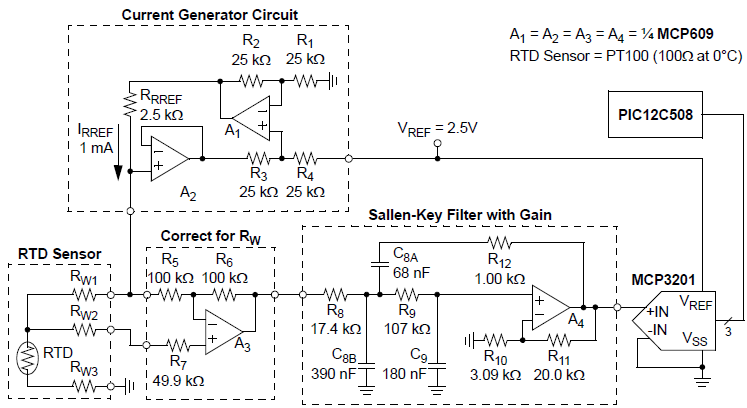 Current Generator Circuit
A1 = A2 = A3 = A4 = ¼ MCP609
RTD Sensor = PT100 (100Ω at 0°C)
R2
25 kΩ
R1
25 kΩ
RRREF
2.5 kΩ
A1
IRREF
1 mA
A2
R3
25 kΩ
R4
25 kΩ
VREF = 2.5V
PIC12C508
Sallen-Key Filter with Gain
Correct for RW
RTD Sensor
RW1
RW2
RTD
RW3
R5
100 kΩ
R6
100 kΩ
A3
R7
49.9 kΩ
C8A
68 nF
R12
1.00 kΩ
R8
17.4 kΩ
R9
107 kΩ
C8B
390 nF
C9
180 nF
A4
R10
3.09 kΩ
R11
20.0 kΩ
MCP3201
VREF
+IN
-IN
VSS
3